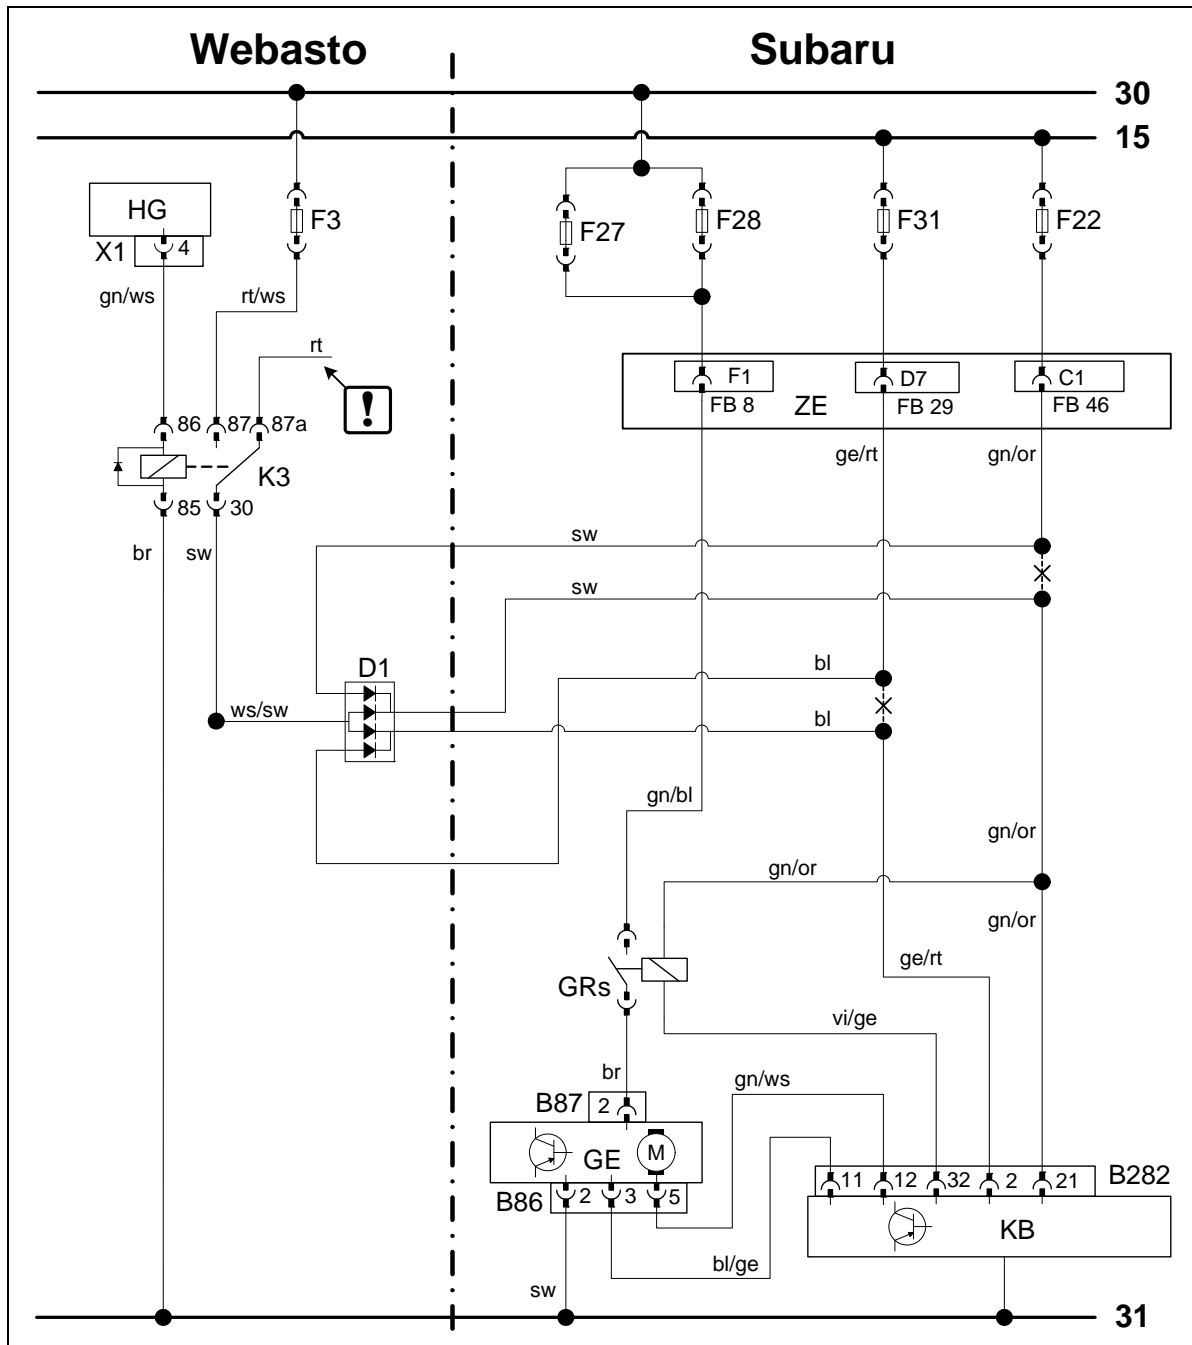 Webasto
Subaru
30
15
HG
X1
4
F3
F27
F28
F31
F22
gn/ws
rt/ws
rt
!
F1
FB 8
ZE
D7
FB 29
C1
FB 46
86
87
87a
K3
85
30
ge/rt
gn/or
br
sw
sw
sw
D1
bl
ws/sw
bl
gn/bl
gn/or
gn/or
gn/or
ge/rt
GRs
vi/ge
br
gn/ws
B87
2
GE
M
B86
2
3
5
11
12
32
2
21
B282
KB
bl/ge
sw
31